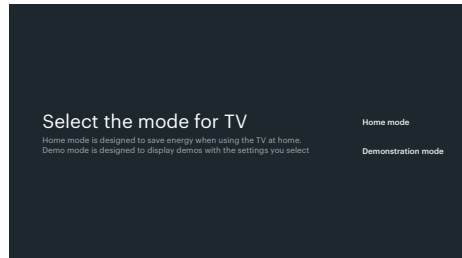 Select the mode for TV
Home mode is designed to save energy when using the TV at home.
Demo mode is designed to display demos with the settings you select
Home mode
Demonstration mode